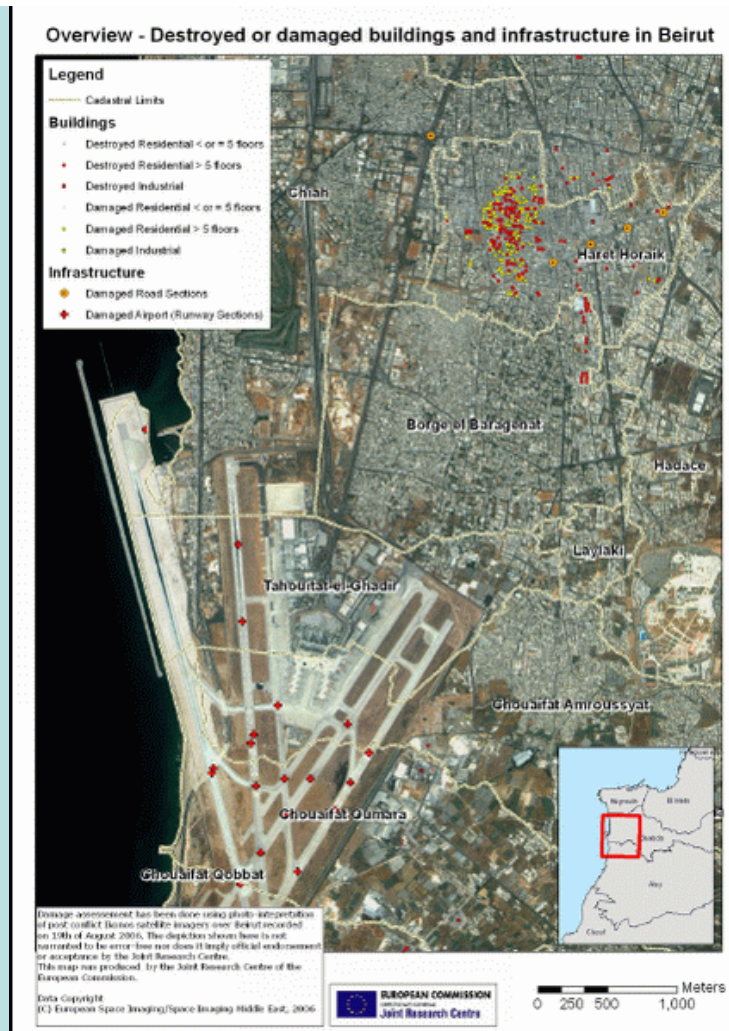 Overview - Destroyed or damaged buildings and infrastructure in Beirut
Legend
Cadastral Limits
Buildings
Destroyed Residential < or = 5 floors
Destroyed Residential > 5 floors
Destroyed Industrial
Damaged Residential < or = 5 floors
Damaged Residential > 5 floors
Damaged Industrial
Infrastructure
Damaged Road Sections
Damaged Airport (Runway Sections)
Chiah
Haret Horaik
Borge el Baragenat
Hadace
Laylaki
Tahouitat-el-Ghadir
Chouaifat Amroussyat
Chouaifat Qumara
Chouaifat Qobbat
Aley
Damage assessement has been done using photo-intepretation
of post conflict Ikonos satellite imagers over Beirut recorded
on 19th of August 2006. The depiction shown here is not
warranted to be error-free nor does it imply official endorsement
or acceptance by the Joint Research Centre.
This map was produced by the Joint Research Centre of the
European Commission.
Data Copyright
(C) European Space Imaging/Space Imaging Middle East, 2006
EUROPEAN COMMISSION
Joint Research Centre
Meters
0 250 500 1,000